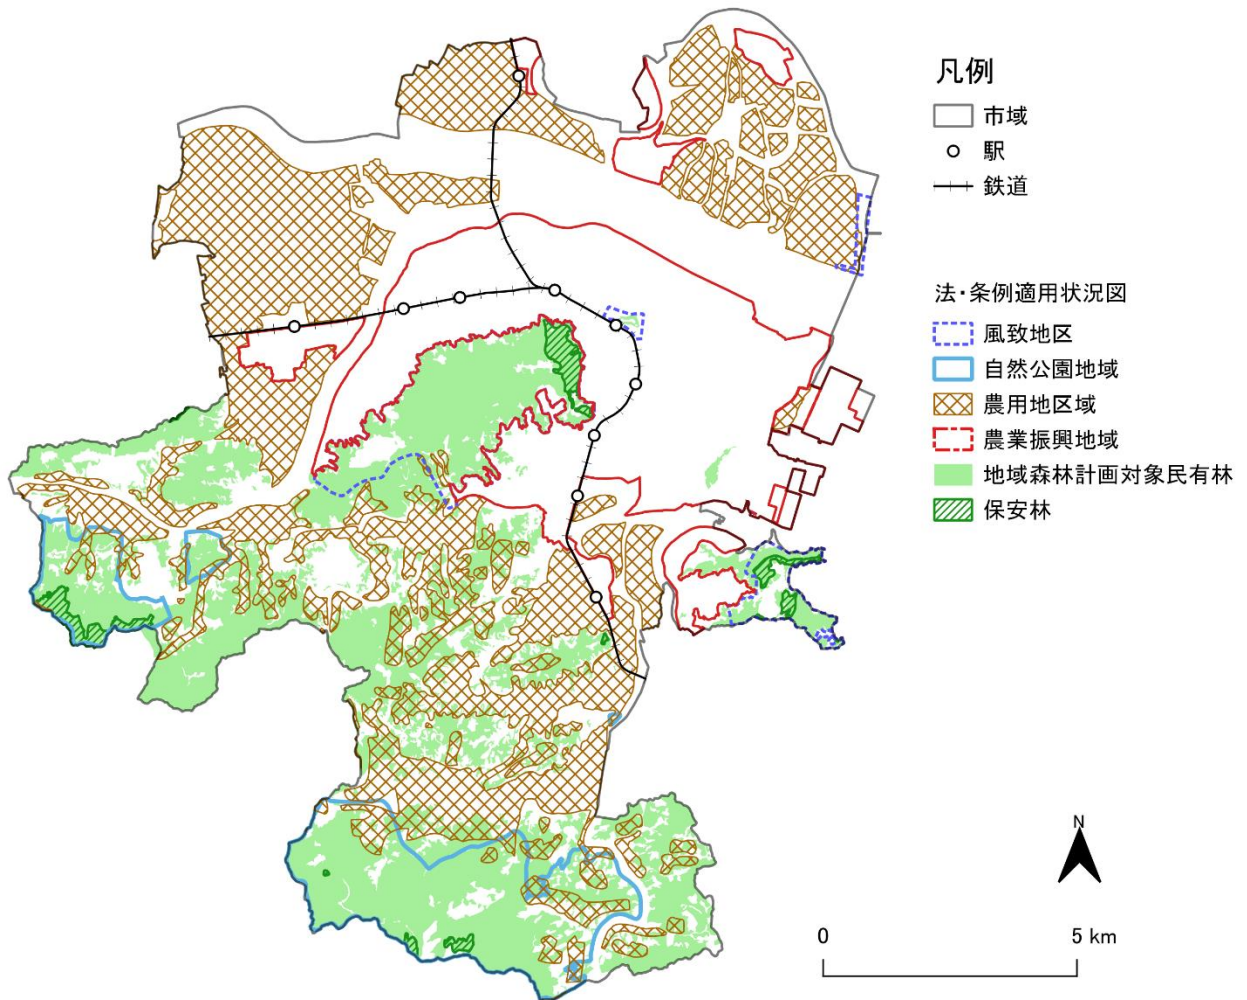 凡例
市域
駅
鉄道
法・条例適用状況図
風致地区
自然公園地域
農用地区域
農業振興地域
地域森林計画対象民有林
保安林
N
0 5 km